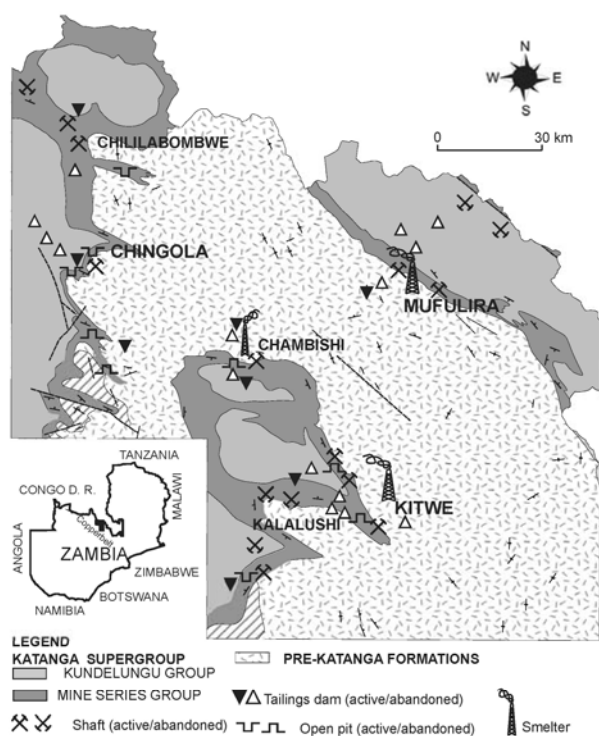 N
W E
S
0 30 km
CHILILABOMBWE
CHINGOLA
MUFULIRA
CHAMBISHI
KITWE
KALALUSHI
TANZANIA
CONGO D. R.
MALAWI
Copperbelt
ANGOLA
ZAMBIA
ZIMBABWE
BOTSWANA
NAMIBIA
LEGEND
KATANGA SUPERGROUP
PRE-KATANGA FORMATIONS
KUNDELUNGU GROUP
MINE SERIES GROUP
Tailings dam (active/abandoned)
Shaft (active/abandoned)
Open pit (active/abandoned)
Smelter